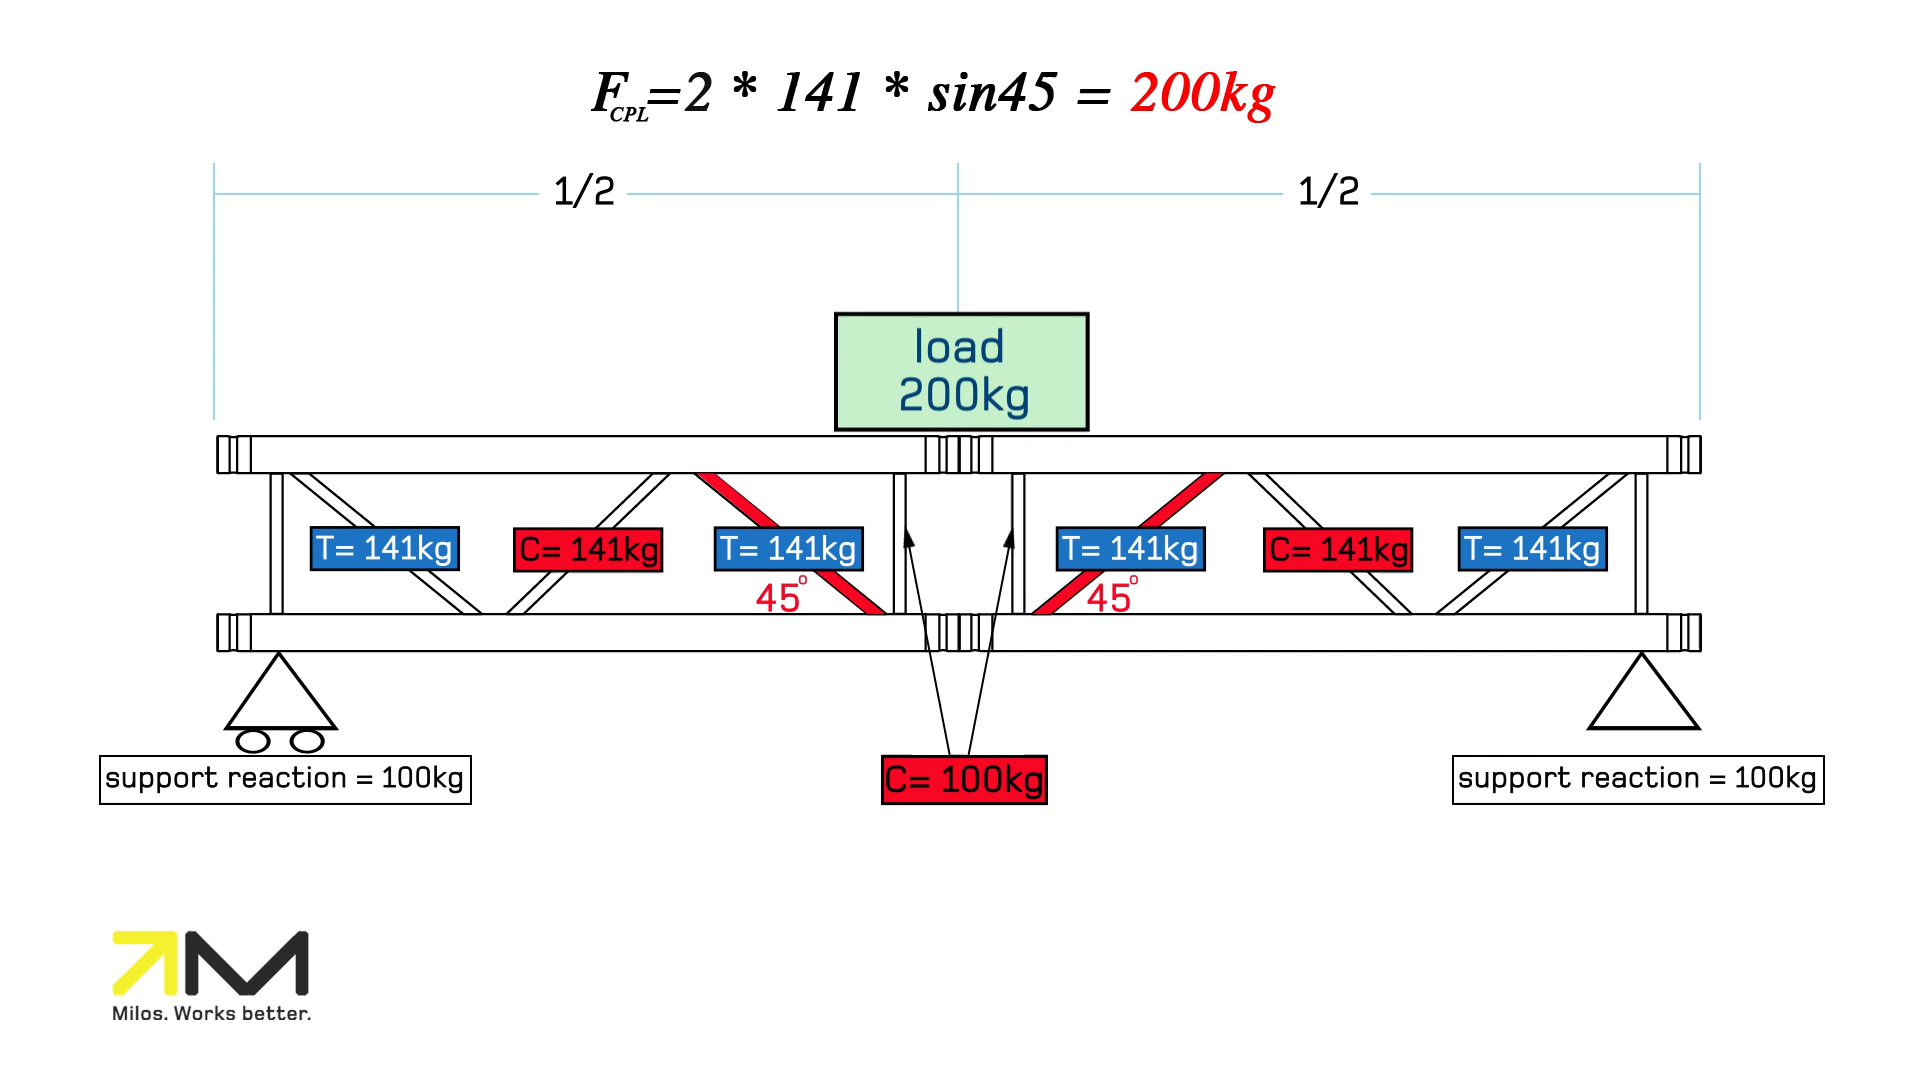 F_CPL=2 * 141 * sin45 = 200kg
1/2
1/2
load
200kg
T= 141kg
C= 141kg
T= 141kg
T= 141kg
C= 141kg
T= 141kg
45°
45°
support reaction = 100kg
C= 100kg
support reaction = 100kg
M
Milos. Works better.